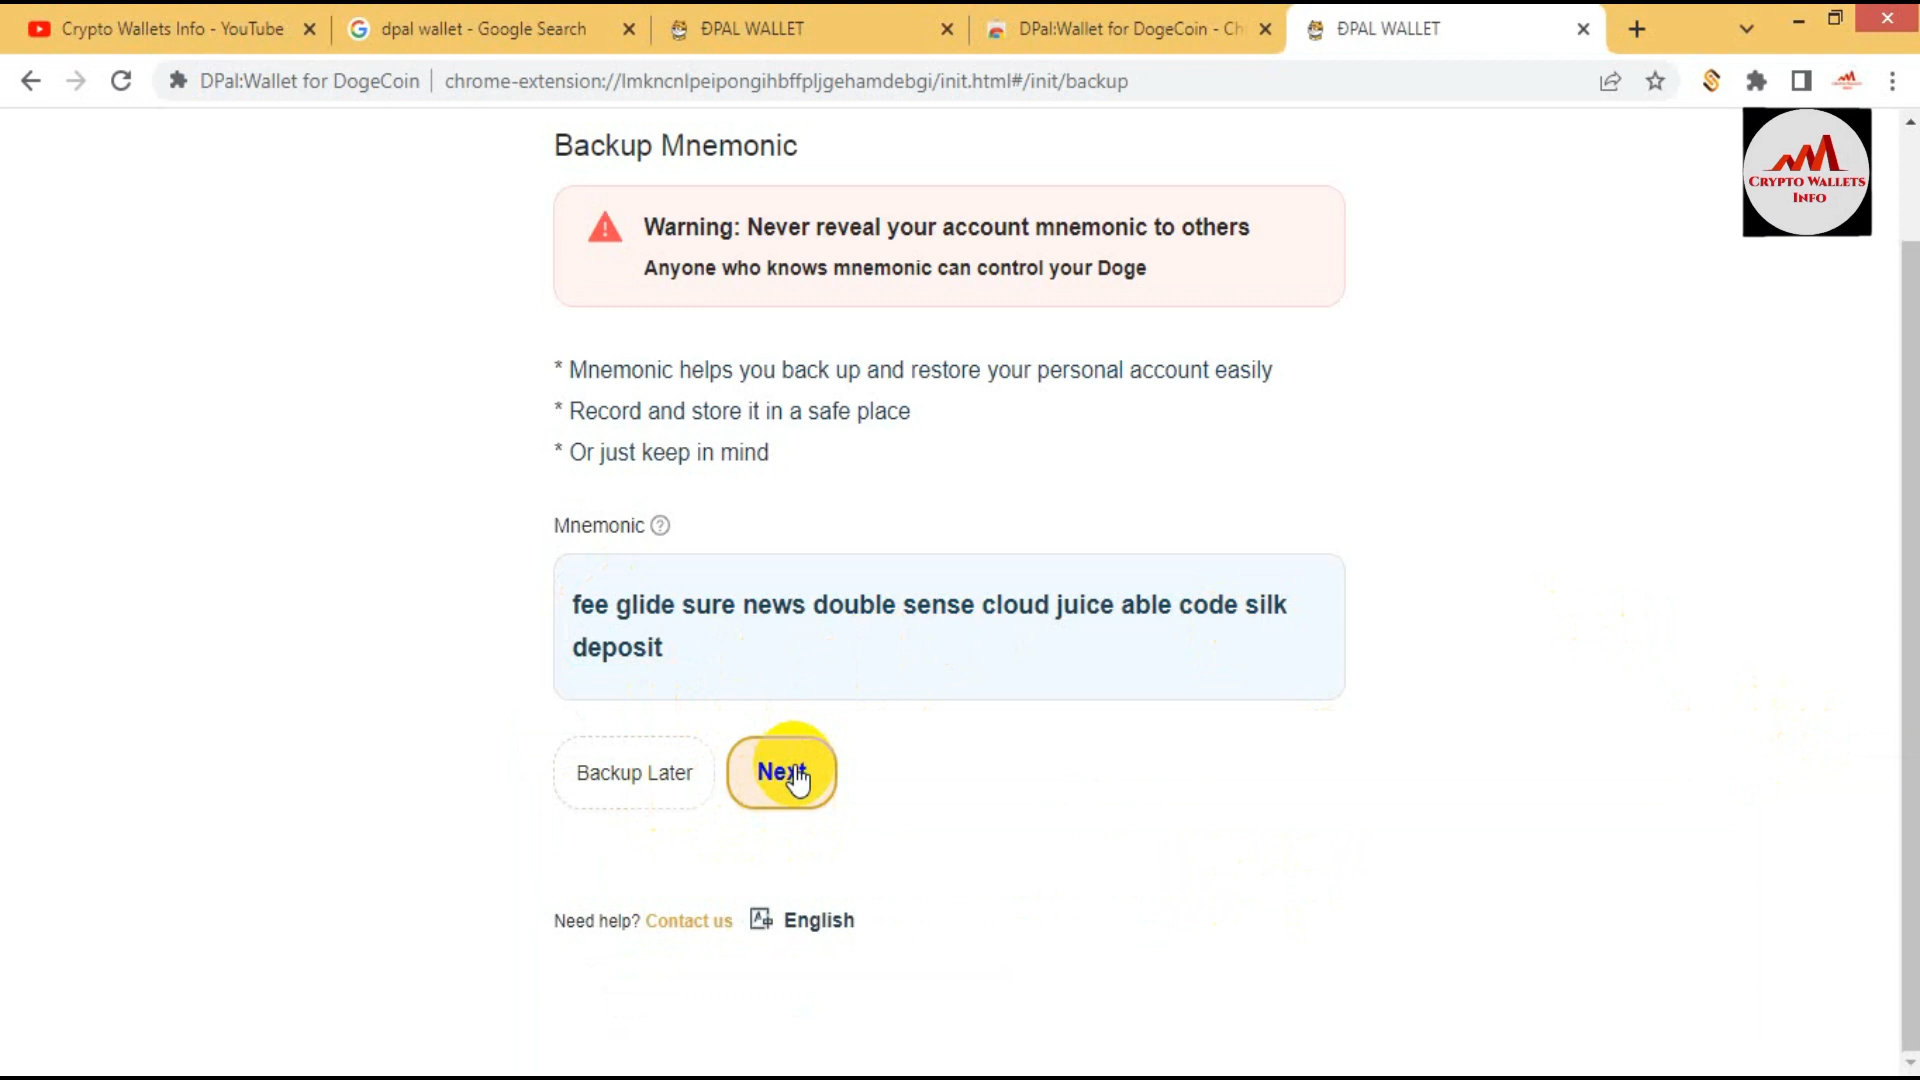 Crypto Wallets Info - YouTube
dpal wallet - Google Search
ĐPAL WALLET
DPal:Wallet for DogeCoin - Ch
ĐPAL WALLET
DPal:Wallet for DogeCoin
chrome-extension://lmkncnlpeipongihbffpljgehamdebgi/init.html#/init/backup
CRYPTO WALLETS
INFO
Backup Mnemonic
Warning: Never reveal your account mnemonic to others
Anyone who knows mnemonic can control your Doge
* Mnemonic helps you back up and restore your personal account easily
* Record and store it in a safe place
* Or just keep in mind
Mnemonic
fee glide sure news double sense cloud juice able code silk
deposit
Backup Later
Next
Need help? Contact us English